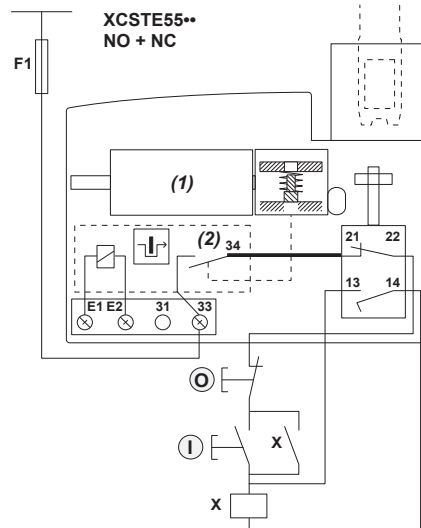 XCSTE55••
NO + NC
F1
(1)
(2)
34
21 22
13 14
E1 E2 31 33
O
I X
X